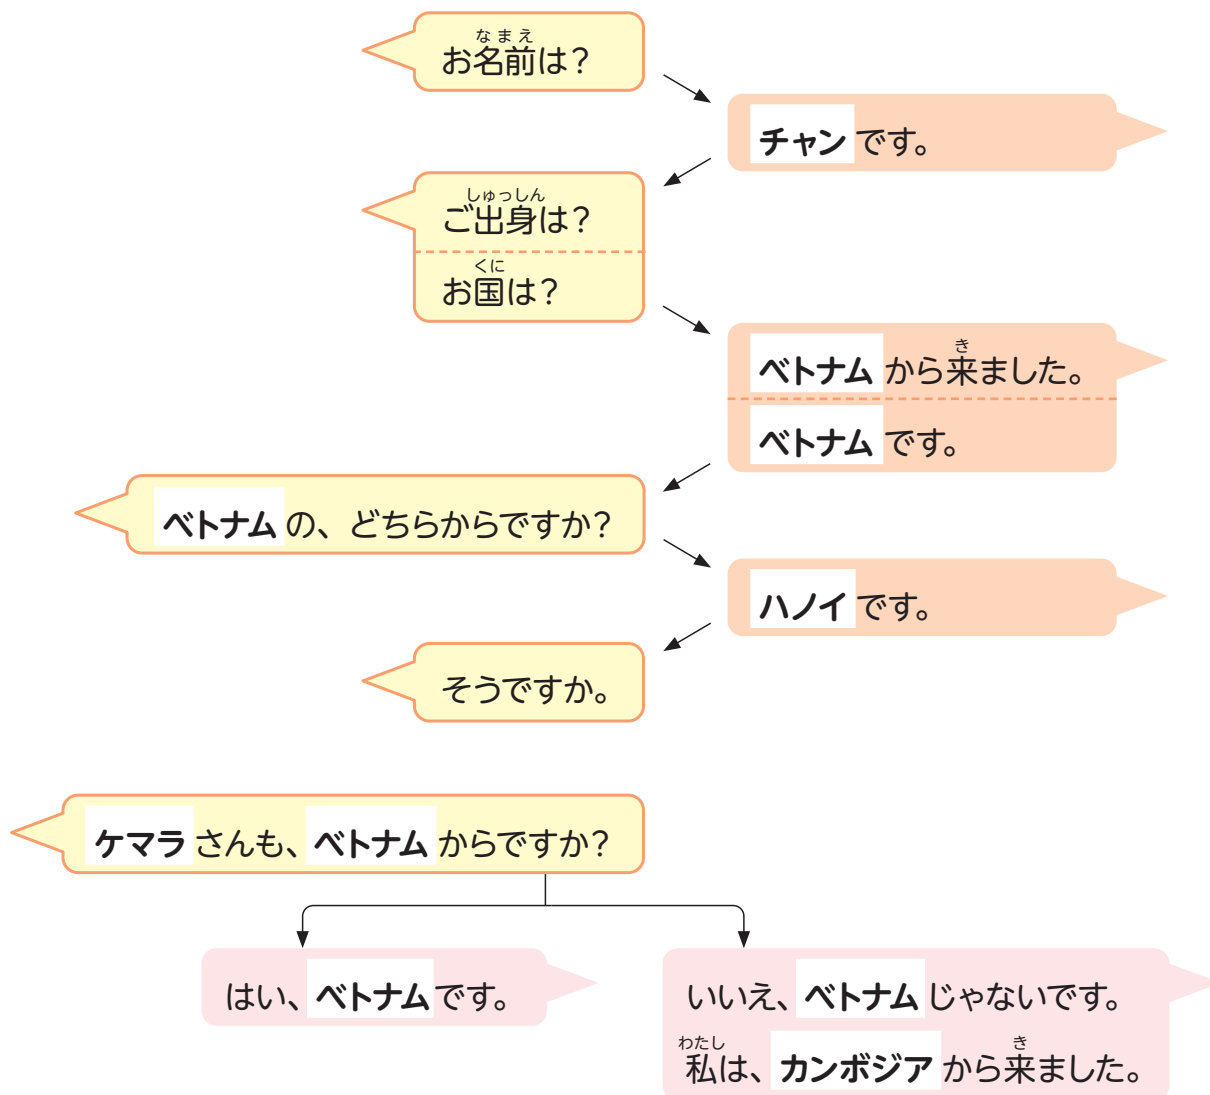 なまえ
お名前は？
チャンです。
しゅっしん
ご出身は？
くに
お国は？
き
ベトナムから来ました。
ベトナムです。
ベトナムの、どちらからですか？
ハノイです。
そうですか。
ケマラさんも、ベトナムからですか？
はい、ベトナムです。
いいえ、ベトナムじゃないです。
わたし き
私は、カンボジアから来ました。